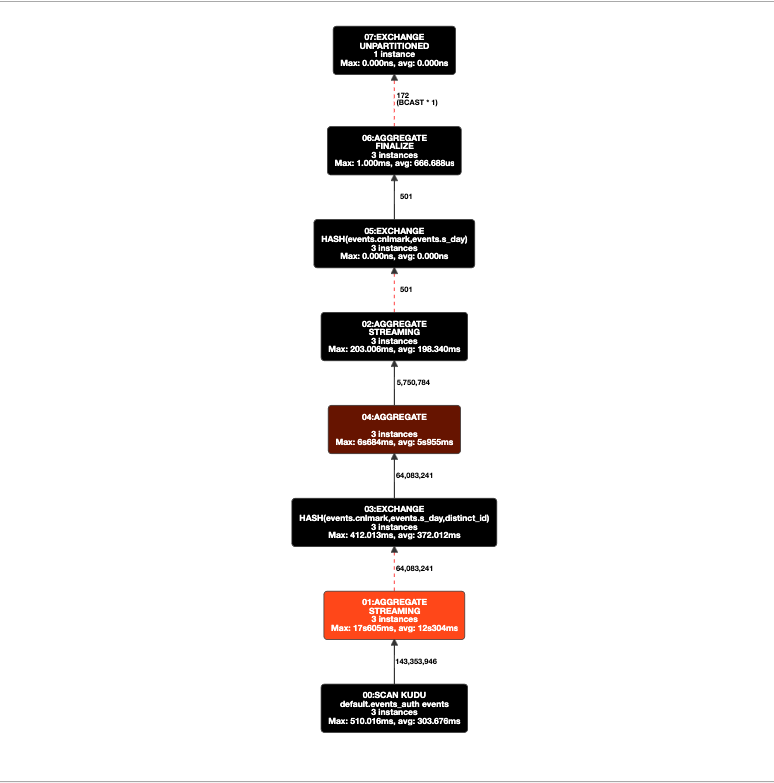 07:EXCHANGE
UNPARTITIONED
1 instance
Max: 0.000ns, avg: 0.000ns
172
(BCAST * 1)
06:AGGREGATE
FINALIZE
3 instances
Max: 1.000ms, avg: 666.688us
501
05:EXCHANGE
HASH(events.cnlmark,events.s_day)
3 instances
Max: 0.000ns, avg: 0.000ns
501
02:AGGREGATE
STREAMING
3 instances
Max: 203.006ms, avg: 198.340ms
5,750,784
04:AGGREGATE
3 instances
Max: 6s684ms, avg: 5s955ms
64,083,241
03:EXCHANGE
HASH(events.cnlmark,events.s_day,distinct_id)
3 instances
Max: 412.013ms, avg: 372.012ms
64,083,241
01:AGGREGATE
STREAMING
3 instances
Max: 17s605ms, avg: 12s304ms
143,353,946
00:SCAN KUDU
default.events_auth events
3 instances
Max: 510.016ms, avg: 303.676ms